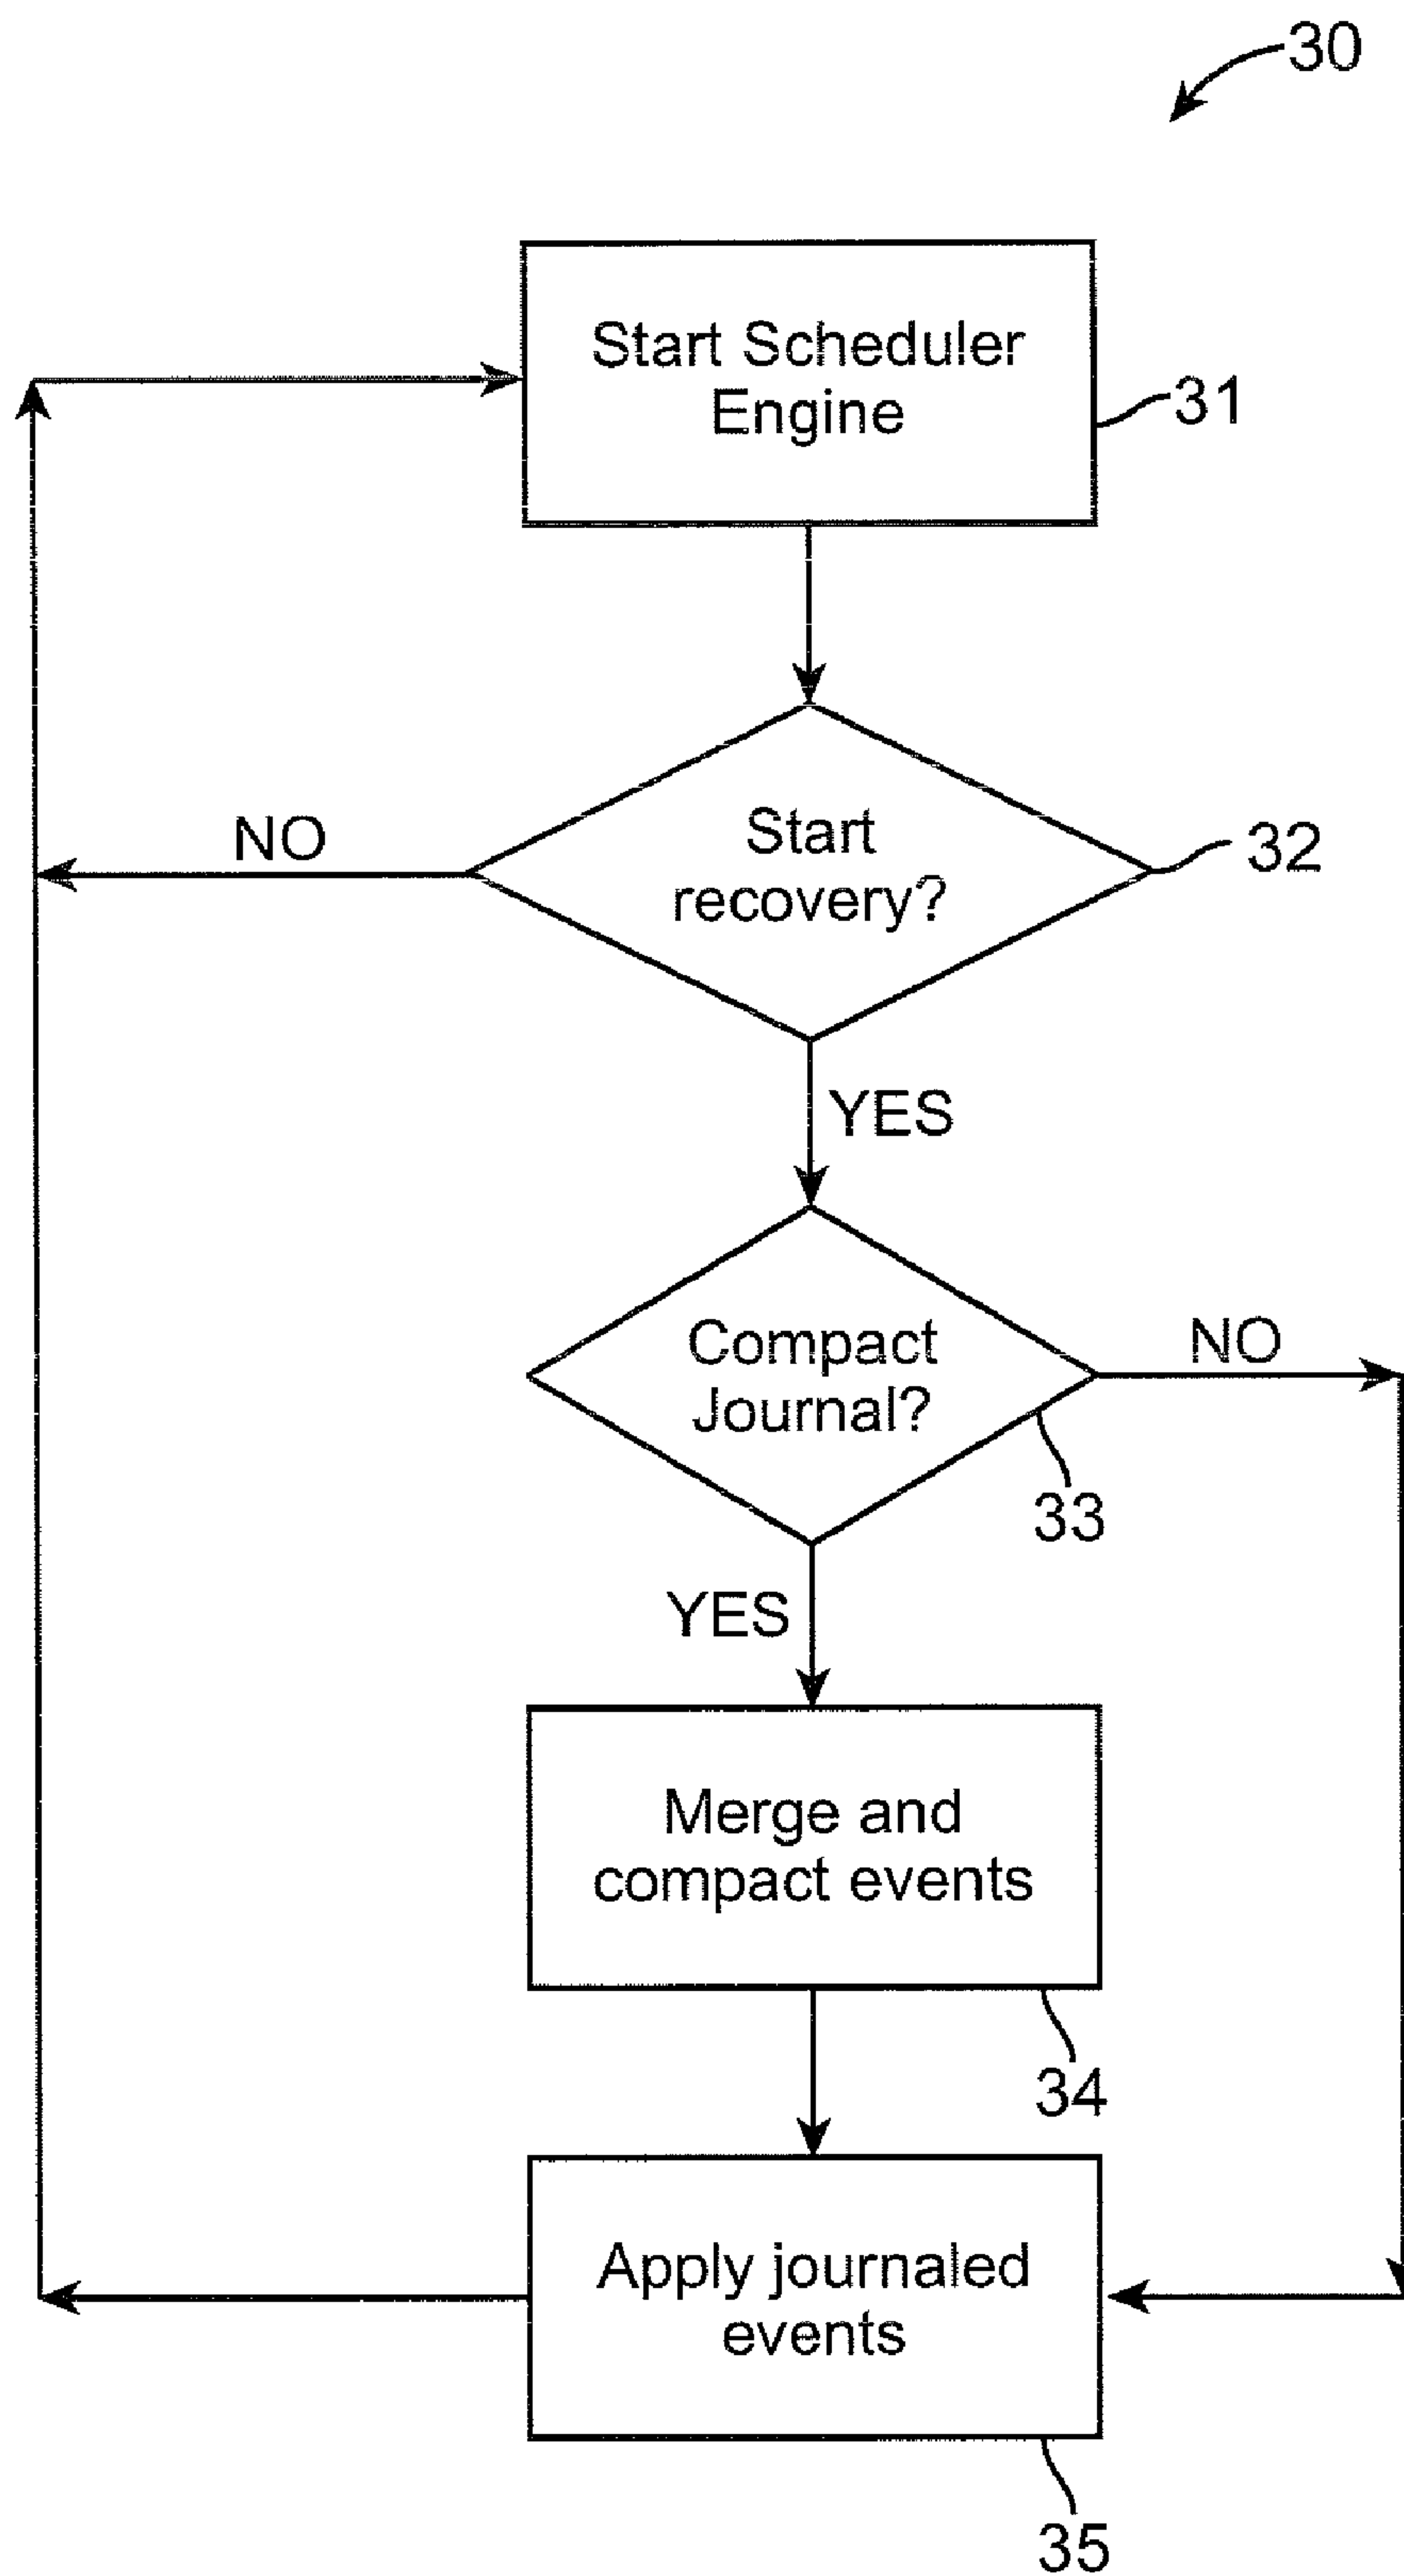 30
Start Scheduler
Engine
31
Start
recovery?
32
NO
YES
Compact
Journal?
NO
33
YES
Merge and
compact events
34
Apply journaled
events
35